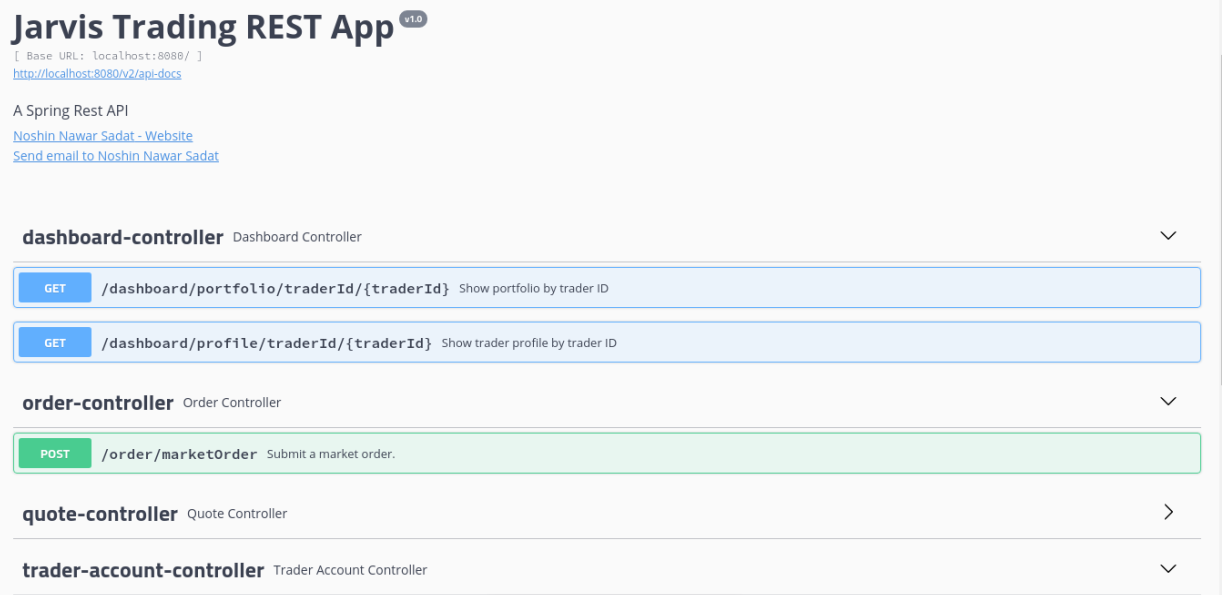 Jarvis Trading REST App v1.0
[ Base URL: localhost:8080/ ]
http://localhost:8080/v2/api-docs
A Spring Rest API
Noshin Nawar Sadat - Website
Send email to Noshin Nawar Sadat
dashboard-controller Dashboard Controller
GET /dashboard/portfolio/traderId/{traderId} Show portfolio by trader ID
GET /dashboard/profile/traderId/{traderId} Show trader profile by trader ID
order-controller Order Controller
POST /order/marketOrder Submit a market order.
quote-controller Quote Controller
trader-account-controller Trader Account Controller